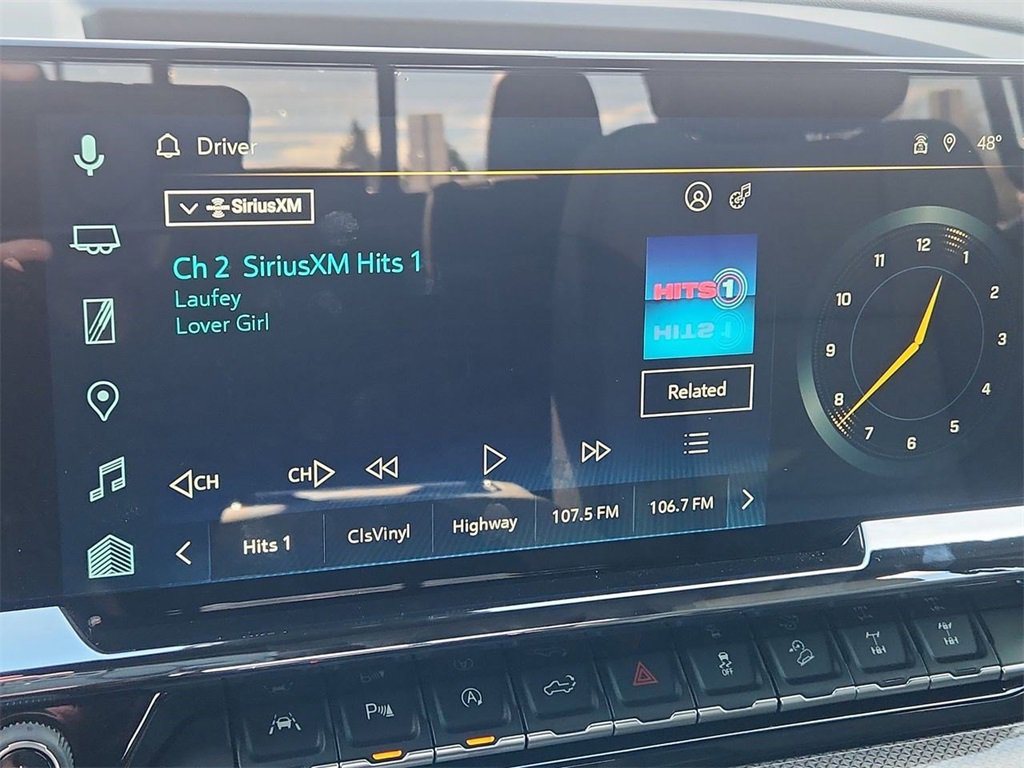 Driver
48°
SiriusXM
Ch 2 SiriusXM Hits 1
Laufey
Lover Girl
HITS 1
Related
CH
CH
Hits 1
ClsVinyl
Highway
107.5 FM
106.7 FM
12
1
2
3
4
5
6
7
8
9
10
11
P
A
OFF